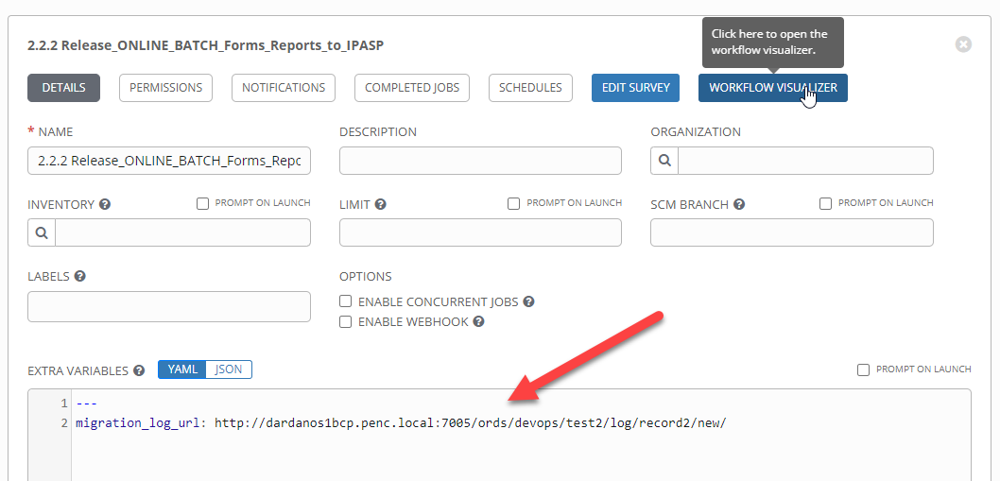 2.2.2 Release_ONLINE_BATCH_Forms_Reports_to_IPASP
Click here to open the
workflow visualizer.
DETAILS PERMISSIONS NOTIFICATIONS COMPLETED JOBS SCHEDULES EDIT SURVEY WORKFLOW VISUALIZER
* NAME DESCRIPTION ORGANIZATION
2.2.2 Release_ONLINE_BATCH_Forms_Repo
INVENTORY ? PROMPT ON LAUNCH LIMIT ? PROMPT ON LAUNCH SCM BRANCH ? PROMPT ON LAUNCH
LABELS ? OPTIONS
ENABLE CONCURRENT JOBS ?
ENABLE WEBHOOK ?
EXTRA VARIABLES ? YAML JSON PROMPT ON LAUNCH
1 ---
2 migration_log_url: http://dardanos1bcp.penc.local:7005/ords/devops/test2/log/record2/new/